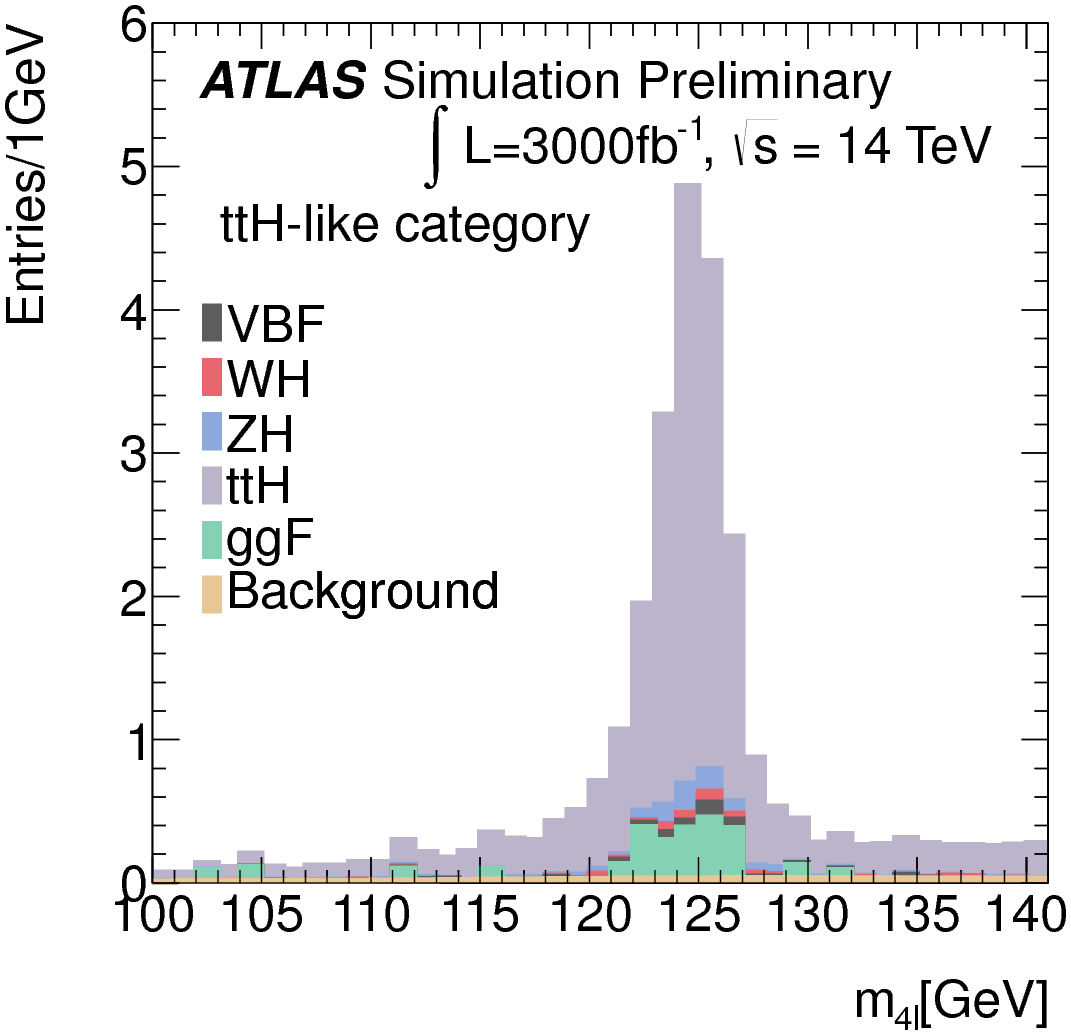 ATLAS Simulation Preliminary
∫ L=3000fb⁻¹, √s = 14 TeV
ttH-like category
VBF
WH
ZH
ttH
ggF
Background
Entries/1GeV
6
5
4
3
2
1
0
100 105 110 115 120 125 130 135 140
m₄ₗ[GeV]